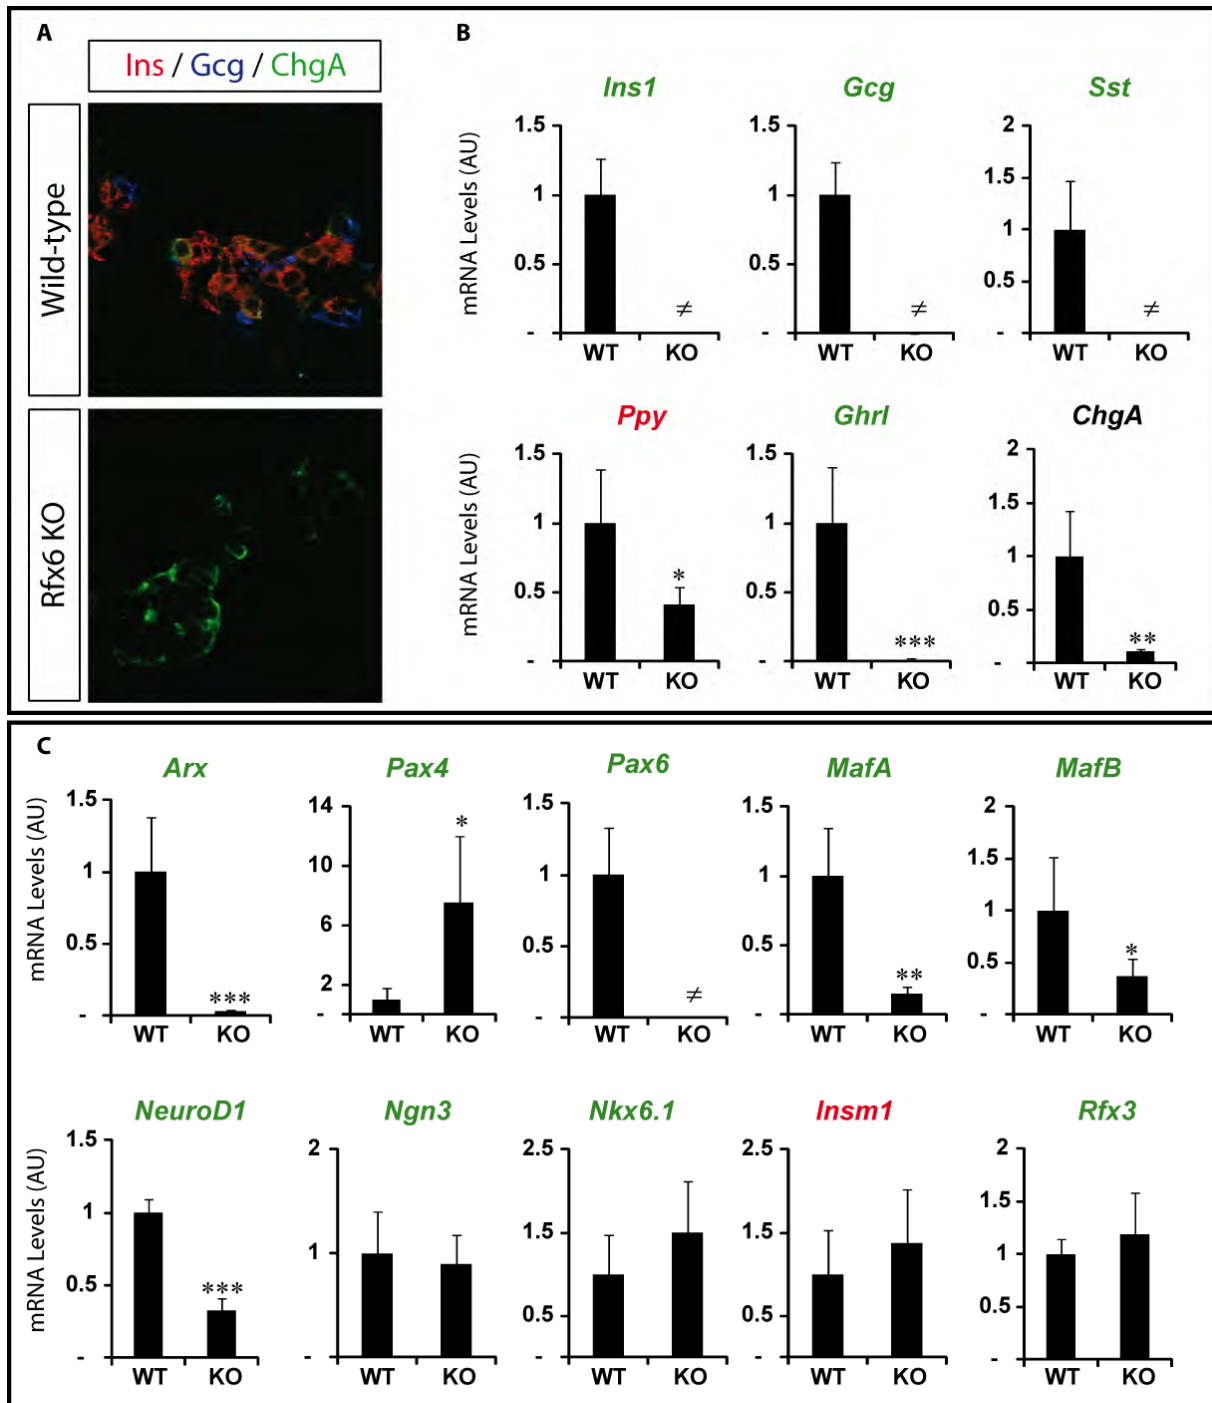 A
Ins / Gcg / ChgA
Wild-type
Rfx6 KO
B
Ins1 Gcg Sst
mRNA Levels (AU)
1.5
1
0.5
-
WT KO
≠
1.5
1
0.5
-
WT KO
≠
2
1.5
1
0.5
-
WT KO
≠
Ppy Ghrl ChgA
mRNA Levels (AU)
1.5
1
0.5
-
WT KO
*
1.5
1
0.5
-
WT KO
***
2
1
0.5
-
WT KO
**
C
Arx Pax4 Pax6 MafA MafB
mRNA Levels (AU)
1.5
1
0.5
-
WT KO
***
14
10
6
2
-
WT KO
*
1.5
1
0.5
-
WT KO
≠
1.5
1
0.5
-
WT KO
**
2
1.5
1
0.5
-
WT KO
*
NeuroD1 Ngn3 Nkx6.1 Insm1 Rfx3
mRNA Levels (AU)
1.5
1
0.5
-
WT KO
***
2
1
-
WT KO
2.5
1.5
1
0.5
-
WT KO
2.5
1.5
1
0.5
-
WT KO
2
1.5
1
0.5
-
WT KO